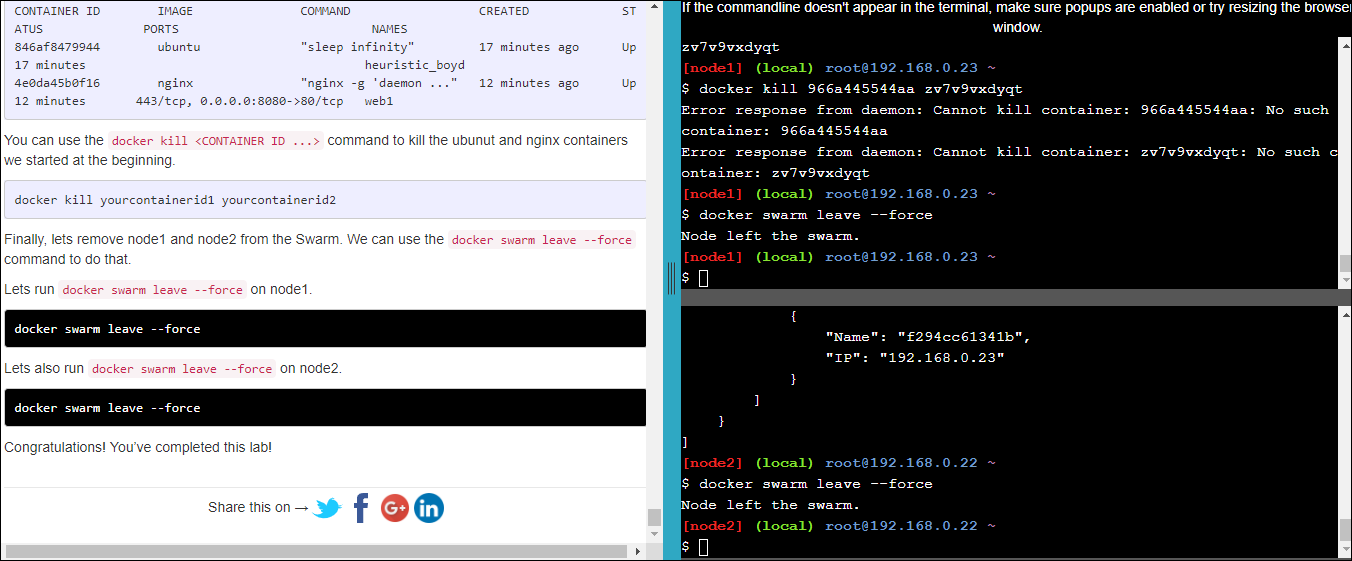 CONTAINER ID        IMAGE               COMMAND                  CREATED             ST
ATUS              PORTS                           NAMES
846af8479944        ubuntu              "sleep infinity"         17 minutes ago      Up
17 minutes                                      heuristic_boyd
4e0da45b0f16        nginx               "nginx -g 'daemon ..."   12 minutes ago      Up
12 minutes       443/tcp, 0.0.0.0:8080->80/tcp   web1
You can use the docker kill <CONTAINER ID ...> command to kill the ubunut and nginx containers
we started at the beginning.
docker kill yourcontainerid1 yourcontainerid2
Finally, lets remove node1 and node2 from the Swarm. We can use the docker swarm leave --force
command to do that.
Lets run docker swarm leave --force on node1.
docker swarm leave --force
Lets also run docker swarm leave --force on node2.
docker swarm leave --force
Congratulations! You've completed this lab!
Share this on →
If the commandline doesn't appear in the terminal, make sure popups are enabled or try resizing the browser
window.
zv7v9vxdyqt
[node1] (local) root@192.168.0.23 ~
$ docker kill 966a445544aa zv7v9vxdyqt
Error response from daemon: Cannot kill container: 966a445544aa: No such
container: 966a445544aa
Error response from daemon: Cannot kill container: zv7v9vxdyqt: No such c
ontainer: zv7v9vxdyqt
[node1] (local) root@192.168.0.23 ~
$ docker swarm leave --force
Node left the swarm.
[node1] (local) root@192.168.0.23 ~
$
{
"Name": "f294cc61341b",
"IP": "192.168.0.23"
}
]
}
]
[node2] (local) root@192.168.0.22 ~
$ docker swarm leave --force
Node left the swarm.
[node2] (local) root@192.168.0.22 ~
$